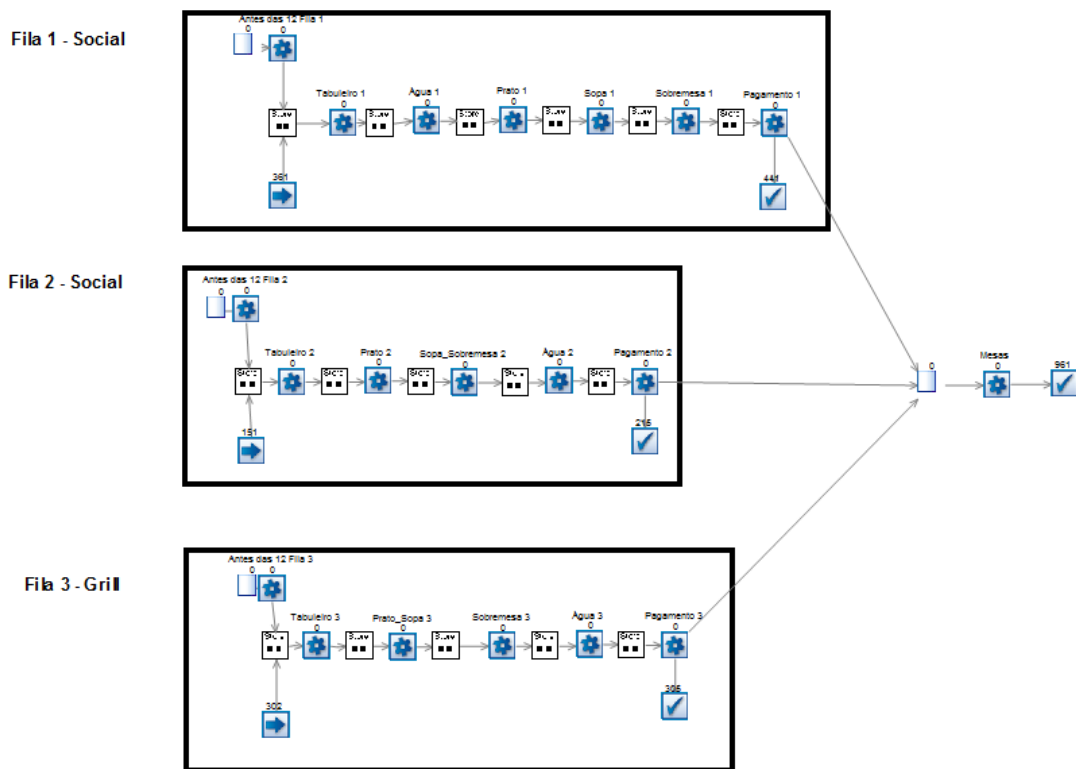 Fila 1 - Social
Antes das 12 Fila 1
0
0
Tabuleiro 1
0
Água 1
0
Prato 1
0
Sopa 1
0
Sobremesa 1
0
Pagamento 1
0
Store
361
441
Fila 2 - Social
Antes das 12 Fila 2
0
0
Tabuleiro 2
0
Prato 2
0
Sopa_Sobremesa 2
0
Água 2
0
Pagamento 2
0
151
0
Mesas
0
961
Fila 3 - Grill
Antes das 12 Fila 3
0
0
Tabuleiro 3
0
Prato_Sopa 3
0
Sobremesa 3
0
Água 3
0
Pagamento 3
0
302